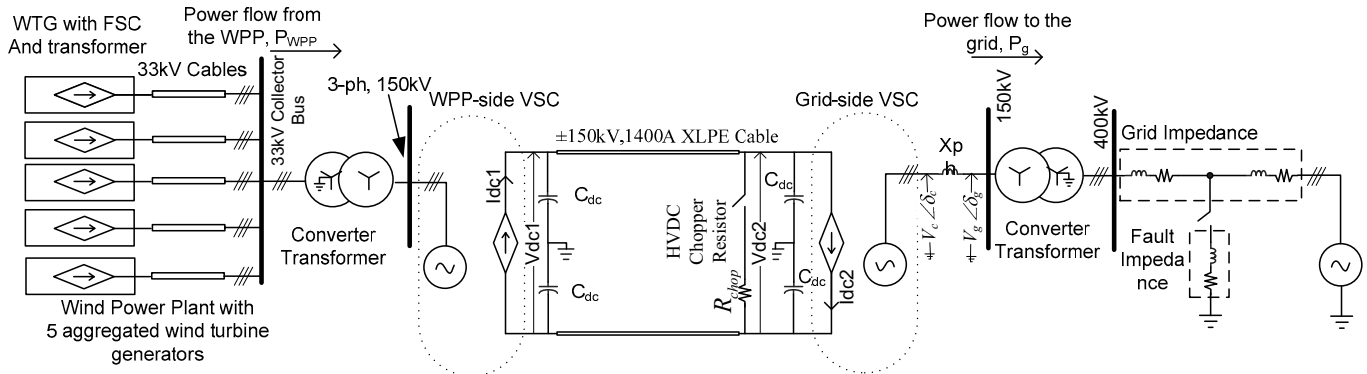 WTG with FSC
And transformer
Power flow from
the WPP, PWPP
33kV Cables
33kV Collector
Bus
3-ph, 150kV
Converter
Transformer
Wind Power Plant with
5 aggregated wind turbine
generators
WPP-side VSC
Idc1
Vdc1
Cdc
Cdc
±150kV,1400A XLPE Cable
HVDC
Chopper
Resistor
Rchop
Vdc2
Cdc
Cdc
Idc2
Grid-side VSC
Power flow to the
grid, Pg
Xp
Vc∠δc
Vg∠δg
150kV
Converter
Transformer
400kV
Grid Impedance
Fault
Impeda
nce